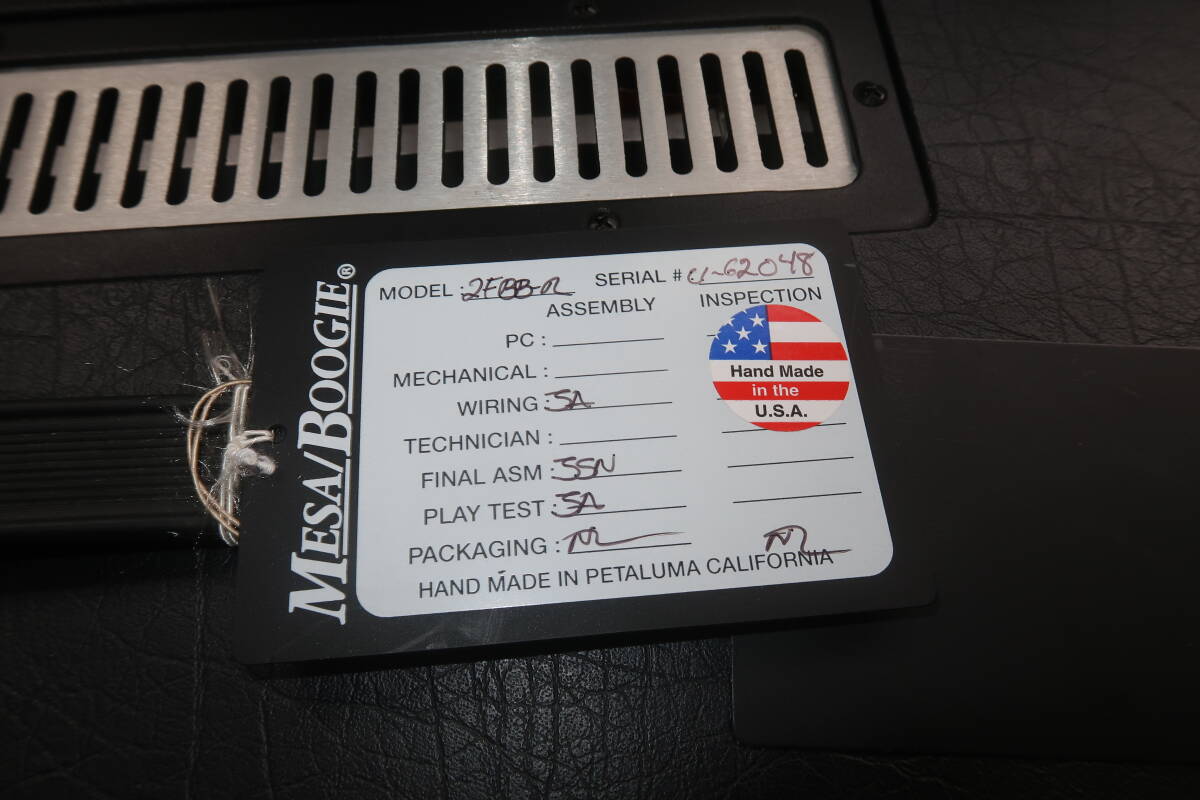 MESA/BOOGIE®
MODEL : 2FBB-R SERIAL # U-62048
ASSEMBLY INSPECTION
PC :
MECHANICAL :
WIRING : SA
TECHNICIAN :
FINAL ASM : SSN
PLAY TEST : SA
PACKAGING :
HAND MADE IN PETALUMA CALIFORNIA
Hand Made
in the
U.S.A.